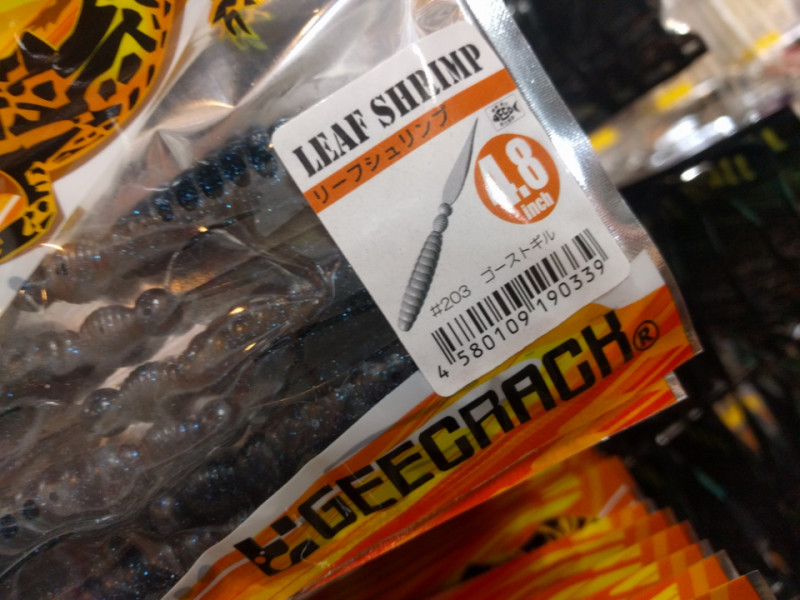 LEAF SHRIMP
リーフシュリンプ
4.8
inch
#203 ゴーストギル
4 580109 190339
GEECRACK®